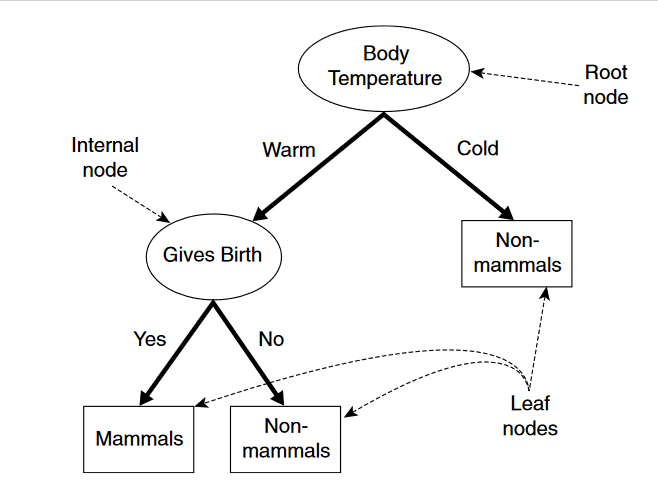 Body
Temperature
Root
node
Internal
node
Warm
Cold
Gives Birth
Non-
mammals
Yes
No
Mammals
Non-
mammals
Leaf
nodes